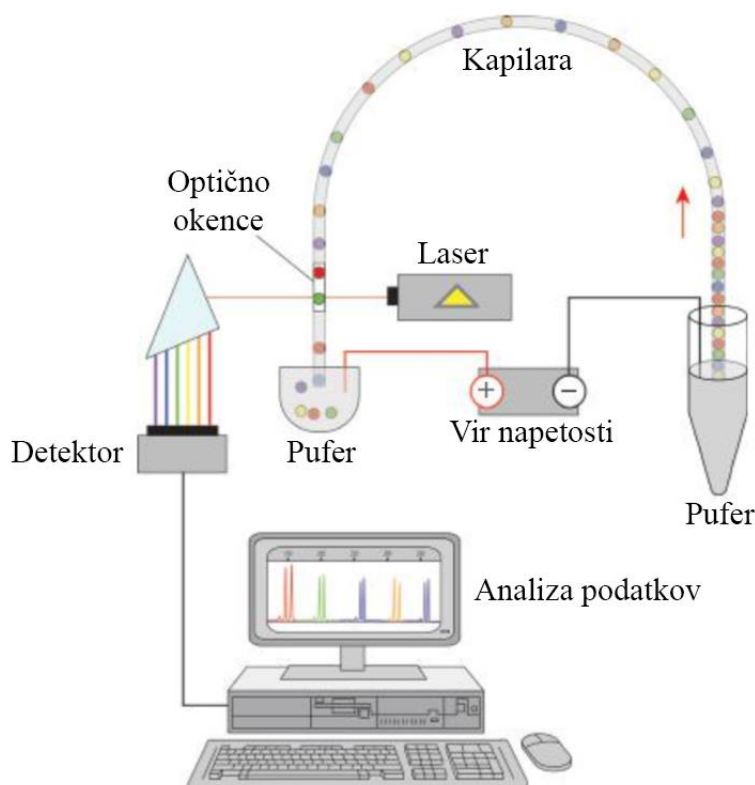 Kapilara
Optično
okence
Laser
+
−
Vir napetosti
Detektor
Pufer
Pufer
Analiza podatkov